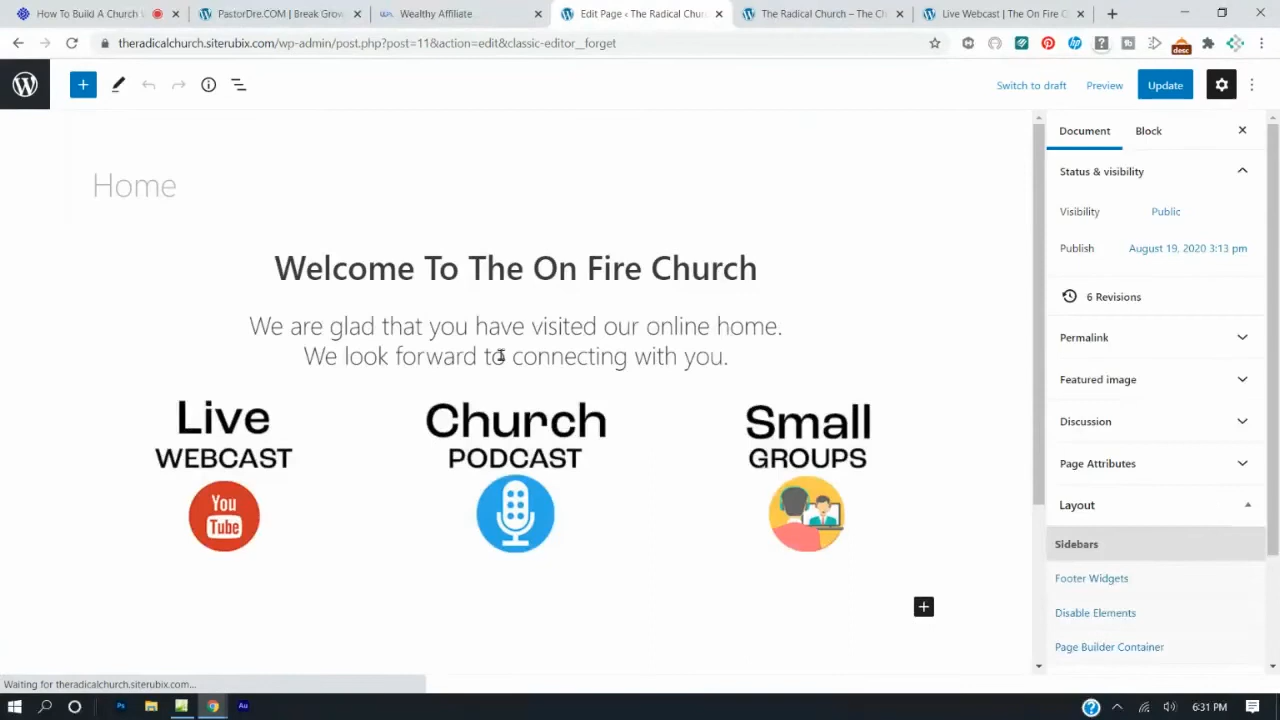 How To Build A Church W
PastorDre.com | Break Grow
Wealthy Affiliate
Edit Page ‹ The Radical Churc
The Radical Church – The Ch
Live Webcast | The On Fire C
theradicalchurch.siterubix.com/wp-admin/post.php?post=11&action=edit&classic-editor__forget
desc
Switch to draft
Preview
Update
Document
Block
Home
Status & visibility
Visibility
Public
Publish
August 19, 2020 3:13 pm
Welcome To The On Fire Church
6 Revisions
We are glad that you have visited our online home.
We look forward to connecting with you.
Permalink
Featured image
Discussion
Page Attributes
Layout
Live
WEBCAST
You
Tube
Church
PODCAST
Small
GROUPS
Sidebars
Footer Widgets
Disable Elements
Page Builder Container
Waiting for theradicalchurch.siterubix.com...
Ps
Au
6:31 PM